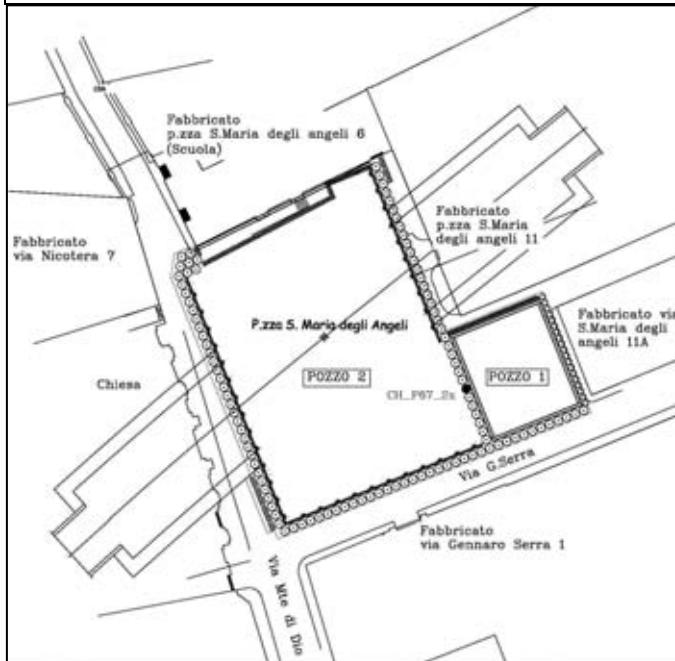 Fabbricato
p.zza S.Maria degli angeli 6
(Scuola)
Fabbricato
p.zza S.Maria
degli angeli 11
Fabbricato
via Nicotera 7
Fabbricato via
S.Maria degli
angeli 11A
P.zza S. Maria degli Angeli
Chiesa
POZZO 2
POZZO 1
CH_P67_2x
Via G.Serra
Fabbricato
via Gennaro Serra 1
Via Mte di Dio